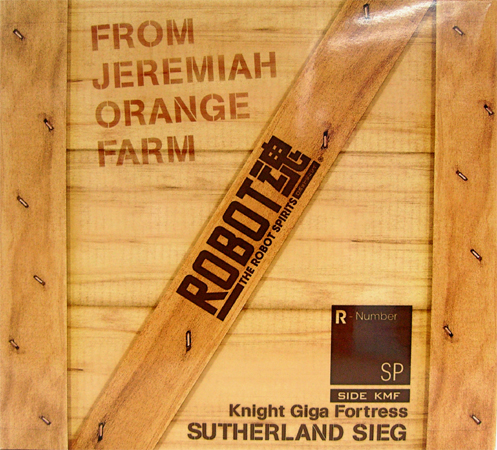 FROM
JEREMIAH
ORANGE
FARM
ROBOT魂
THE ROBOT SPIRITS
R - Number
SP
SIDE KMF
Knight Giga Fortress
SUTHERLAND SIEG